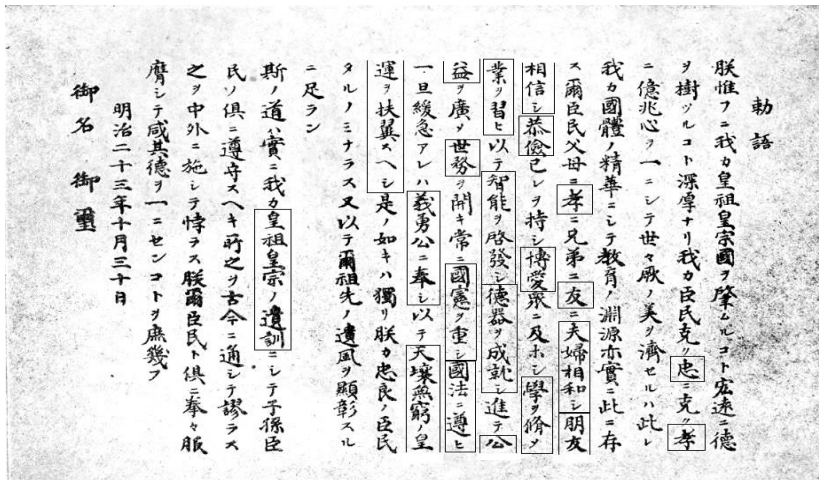 勅語
朕惟フニ我カ皇祖皇宗國ヲ肇ムルコト宏遠ニ德
ヲ樹ツルコト深厚ナリ我カ臣民克ク忠ニ克ク孝
ニ億兆心ヲ一ニシテ世々厥ノ美ヲ濟セルハ此レ
我カ國體ノ精華ニシテ教育ノ淵源亦實ニ此ニ存
ス爾臣民父母ニ孝ニ兄弟ニ友ニ夫婦相和シ朋友
相信シ恭儉己レヲ持シ博愛眾ニ及ホシ學ヲ脩メ
業ヲ習ヒ以テ智能ヲ啓發シ德器ヲ成就シ進テ公
益ヲ廣メ世務ヲ開キ常ニ國憲ヲ重シ國法ニ遵ヒ
一旦緩急アレハ義勇公ニ奉シ以テ天壤無窮ノ皇
運ヲ扶翼スヘシ是ノ如キハ獨リ朕カ忠良ノ臣民
タルノミナラス又以テ爾祖先ノ遺風ヲ顯彰スル
ニ足ラン
斯ノ道ハ實ニ我カ皇祖皇宗ノ遺訓ニシテ子孫臣
民ノ俱ニ遵守スヘキ所之ヲ古今ニ通シテ謬ラス
之ヲ中外ニ施シテ悖ラス朕爾臣民ト俱ニ拳々服
膺シテ咸其德ヲ一ニセンコトヲ庶幾フ
明治二十三年十月三十日
御名 御璽